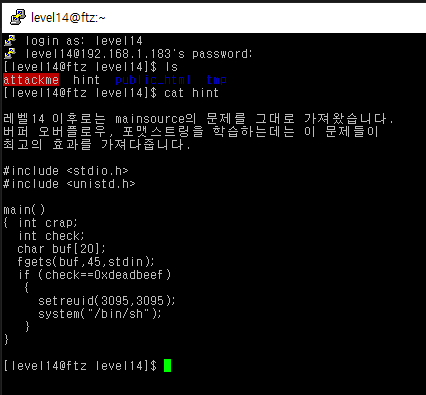 level14@ftz:~
login as: level14
level14@192.168.1.183's password:
[level14@ftz level14]$ ls
attackme  hint  public_html  tmp
[level14@ftz level14]$ cat hint
레벨14 이후로는 mainsource의 문제를 그대로 가져왔습니다.
버퍼 오버플로우, 포맷스트링을 학습하는데는 이 문제들이
최고의 효과를 가져다줍니다.
#include <stdio.h>
#include <unistd.h>
main()
{ int crap;
  int check;
  char buf[20];
  fgets(buf,45,stdin);
  if (check==0xdeadbeef)
   {
     setreuid(3095,3095);
     system("/bin/sh");
   }
}
[level14@ftz level14]$